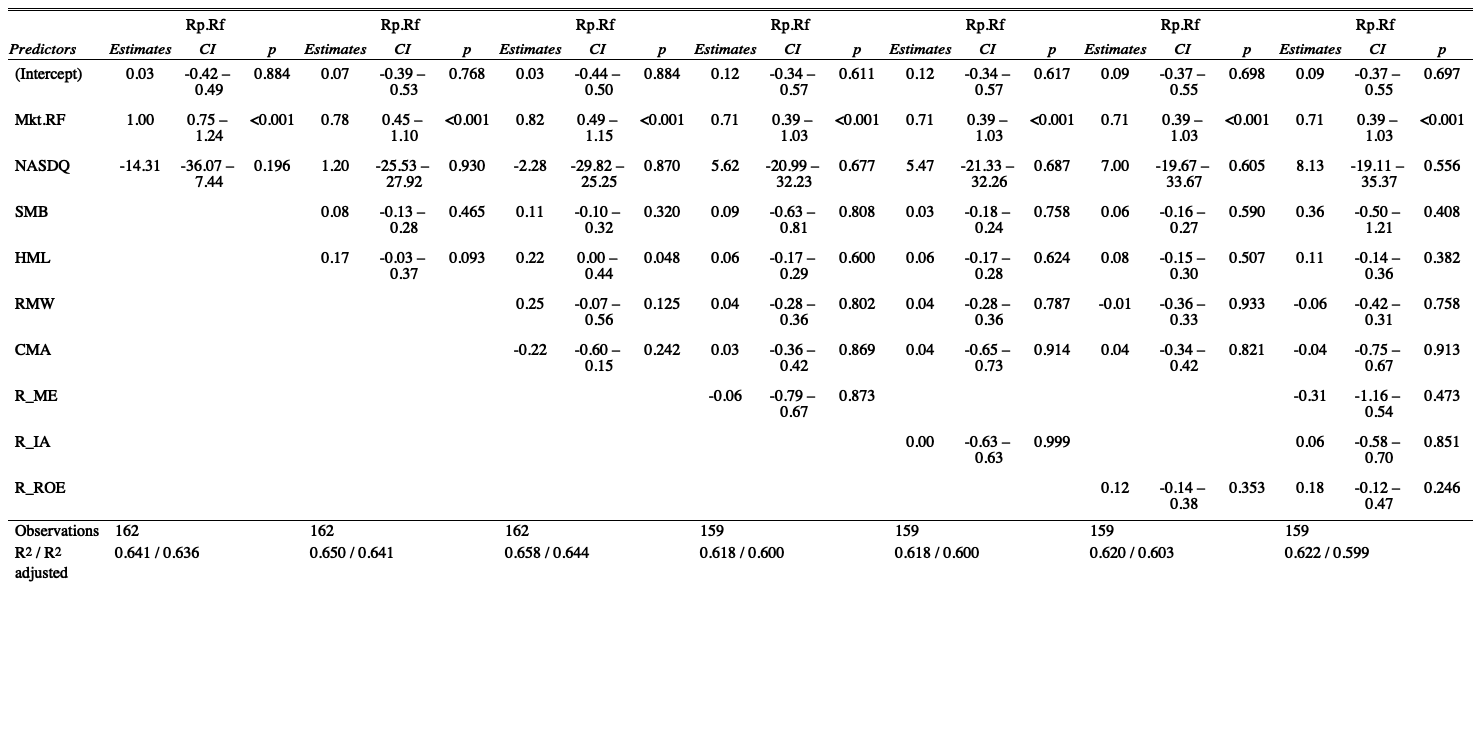 Rp.Rf Rp.Rf Rp.Rf Rp.Rf Rp.Rf Rp.Rf Rp.Rf
Predictors Estimates CI p Estimates CI p Estimates CI p Estimates CI p Estimates CI p Estimates CI p Estimates CI p
(Intercept) 0.03 -0.42 – 0.884 0.07 -0.39 – 0.768 0.03 -0.44 – 0.884 0.12 -0.34 – 0.611 0.12 -0.34 – 0.617 0.09 -0.37 – 0.698 0.09 -0.37 – 0.697
0.49 0.53 0.50 0.57 0.57 0.55 0.55
Mkt.RF 1.00 0.75 – <0.001 0.78 0.45 – <0.001 0.82 0.49 – <0.001 0.71 0.39 – <0.001 0.71 0.39 – <0.001 0.71 0.39 – <0.001 0.71 0.39 – <0.001
1.24 1.10 1.15 1.03 1.03 1.03 1.03
NASDQ -14.31 -36.07 – 0.196 1.20 -25.53 – 0.930 -2.28 -29.82 – 0.870 5.62 -20.99 – 0.677 5.47 -21.33 – 0.687 7.00 -19.67 – 0.605 8.13 -19.11 – 0.556
7.44 27.92 25.25 32.23 32.26 33.67 35.37
SMB 0.08 -0.13 – 0.465 0.11 -0.10 – 0.320 0.09 -0.63 – 0.808 0.03 -0.18 – 0.758 0.06 -0.16 – 0.590 0.36 -0.50 – 0.408
0.28 0.32 0.81 0.24 0.27 1.21
HML 0.17 -0.03 – 0.093 0.22 0.00 – 0.048 0.06 -0.17 – 0.600 0.06 -0.17 – 0.624 0.08 -0.15 – 0.507 0.11 -0.14 – 0.382
0.37 0.44 0.29 0.28 0.30 0.36
RMW 0.25 -0.07 – 0.125 0.04 -0.28 – 0.802 0.04 -0.28 – 0.787 -0.01 -0.36 – 0.933 -0.06 -0.42 – 0.758
0.56 0.36 0.36 0.33 0.31
CMA -0.22 -0.60 – 0.242 0.03 -0.36 – 0.869 0.04 -0.65 – 0.914 0.04 -0.34 – 0.821 -0.04 -0.75 – 0.913
0.15 0.42 0.73 0.42 0.67
R_ME -0.06 -0.79 – 0.873 -0.31 -1.16 – 0.473
0.67 0.54
R_IA 0.00 -0.63 – 0.999 0.06 -0.58 – 0.851
0.63 0.70
R_ROE 0.12 -0.14 – 0.353 0.18 -0.12 – 0.246
0.38 0.47
Observations 162 162 162 159 159 159 159
R2 / R2 0.641 / 0.636 0.650 / 0.641 0.658 / 0.644 0.618 / 0.600 0.618 / 0.600 0.620 / 0.603 0.622 / 0.599
adjusted